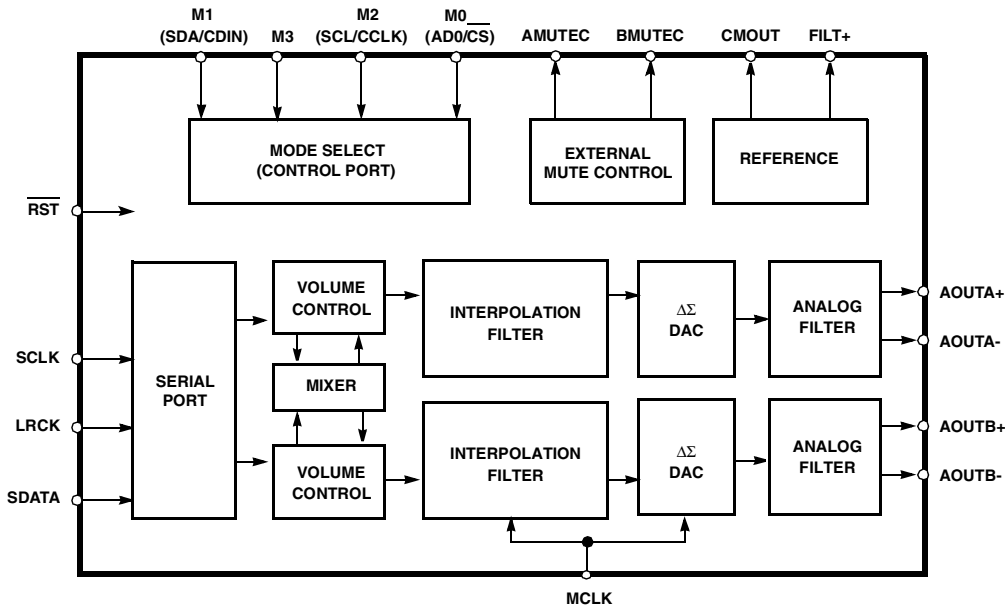 M1
(SDA/CDIN)
M3
M2
(SCL/CCLK)
M0
(AD0/CS)
AMUTEC
BMUTEC
CMOUT
FILT+
MODE SELECT
(CONTROL PORT)
EXTERNAL
MUTE CONTROL
REFERENCE
RST
SERIAL
PORT
VOLUME
CONTROL
INTERPOLATION
FILTER
ΔΣ
DAC
ANALOG
FILTER
AOUTA+
AOUTA-
SCLK
MIXER
LRCK
VOLUME
CONTROL
INTERPOLATION
FILTER
ΔΣ
DAC
ANALOG
FILTER
AOUTB+
AOUTB-
SDATA
MCLK